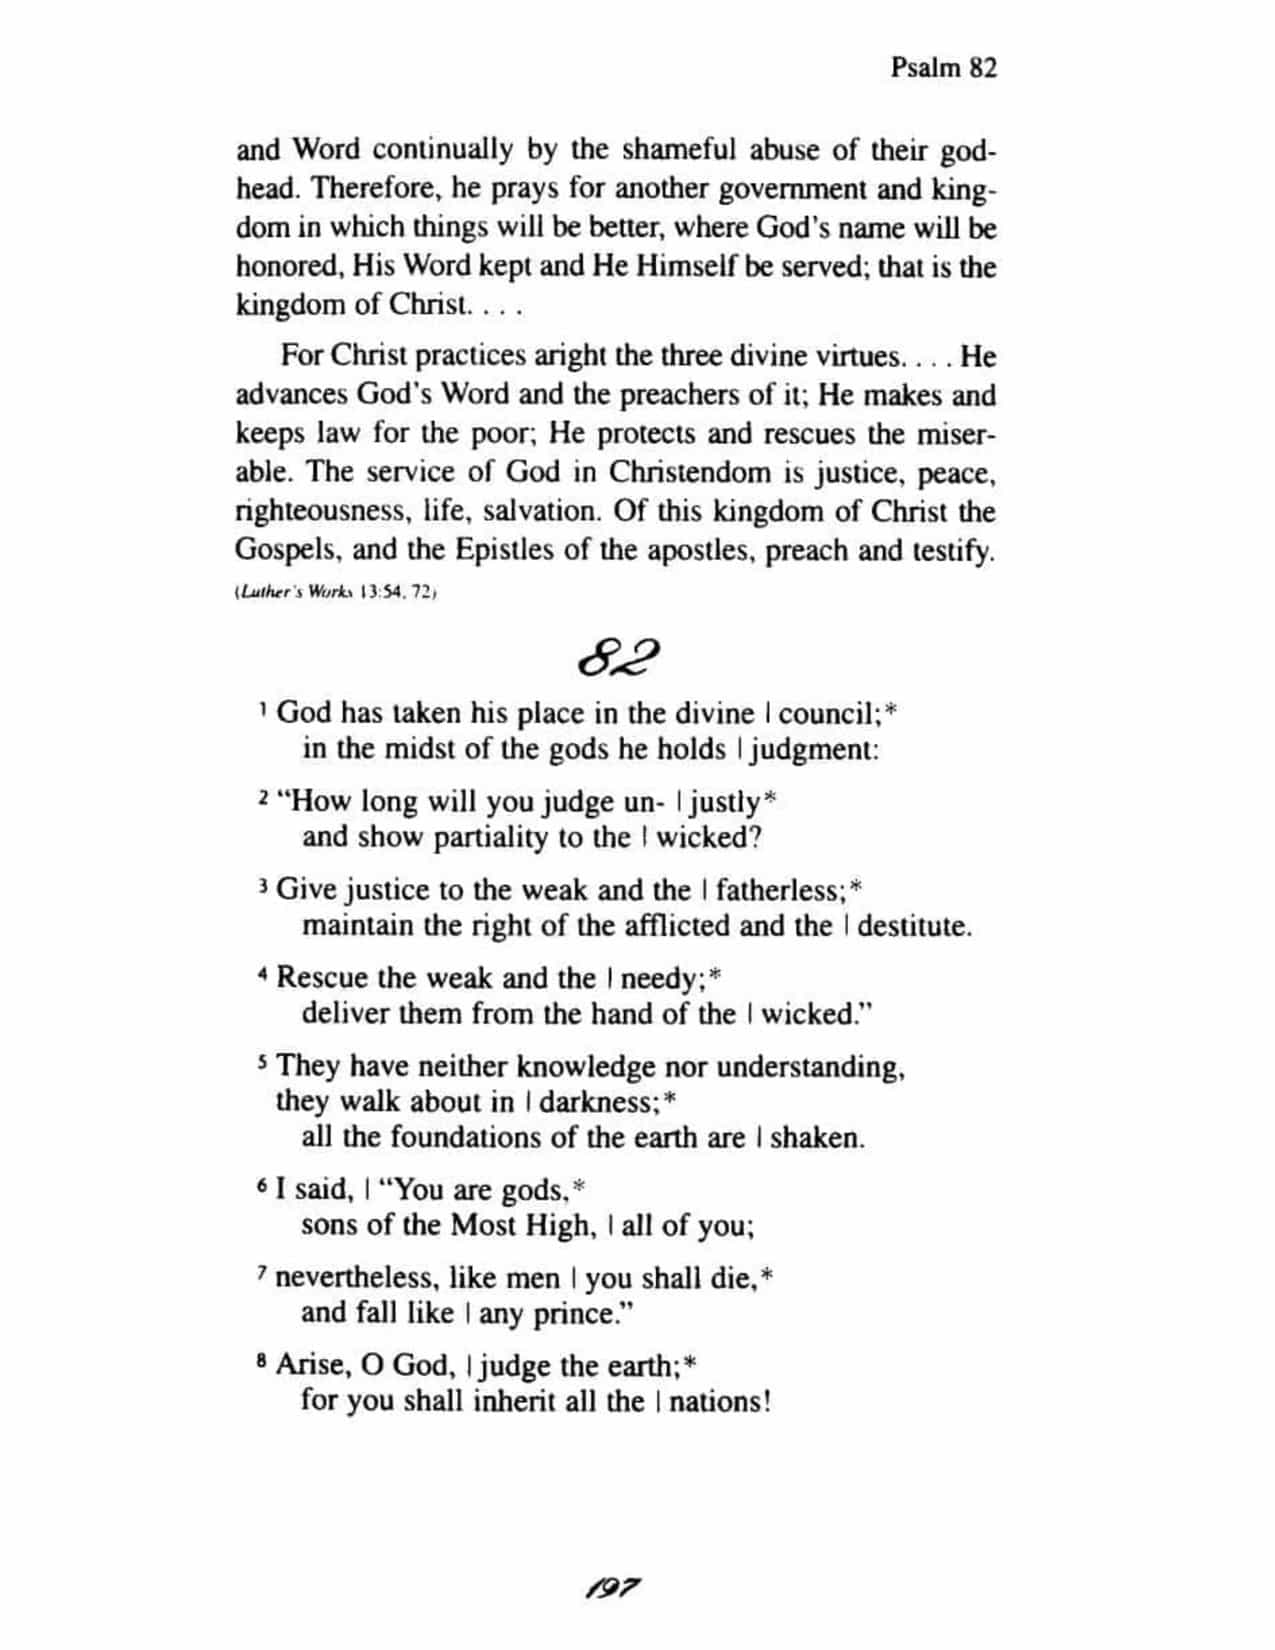 Psalm 82
and Word continually by the shameful abuse of their god-
head. Therefore, he prays for another government and king-
dom in which things will be better, where God's name will be
honored, His Word kept and He Himself be served; that is the
kingdom of Christ. . . .
For Christ practices aright the three divine virtues. . . . He
advances God's Word and the preachers of it; He makes and
keeps law for the poor; He protects and rescues the miser-
able. The service of God in Christendom is justice, peace,
righteousness, life, salvation. Of this kingdom of Christ the
Gospels, and the Epistles of the apostles, preach and testify.
(Luther's Works 13:54, 72)
82
1 God has taken his place in the divine | council;*
in the midst of the gods he holds | judgment:
2 “How long will you judge un- | justly*
and show partiality to the | wicked?
3 Give justice to the weak and the | fatherless;*
maintain the right of the afflicted and the | destitute.
4 Rescue the weak and the | needy;*
deliver them from the hand of the | wicked.”
5 They have neither knowledge nor understanding,
they walk about in | darkness;*
all the foundations of the earth are | shaken.
6 I said, | “You are gods,*
sons of the Most High, | all of you;
7 nevertheless, like men | you shall die,*
and fall like | any prince.”
8 Arise, O God, | judge the earth;*
for you shall inherit all the | nations!
197